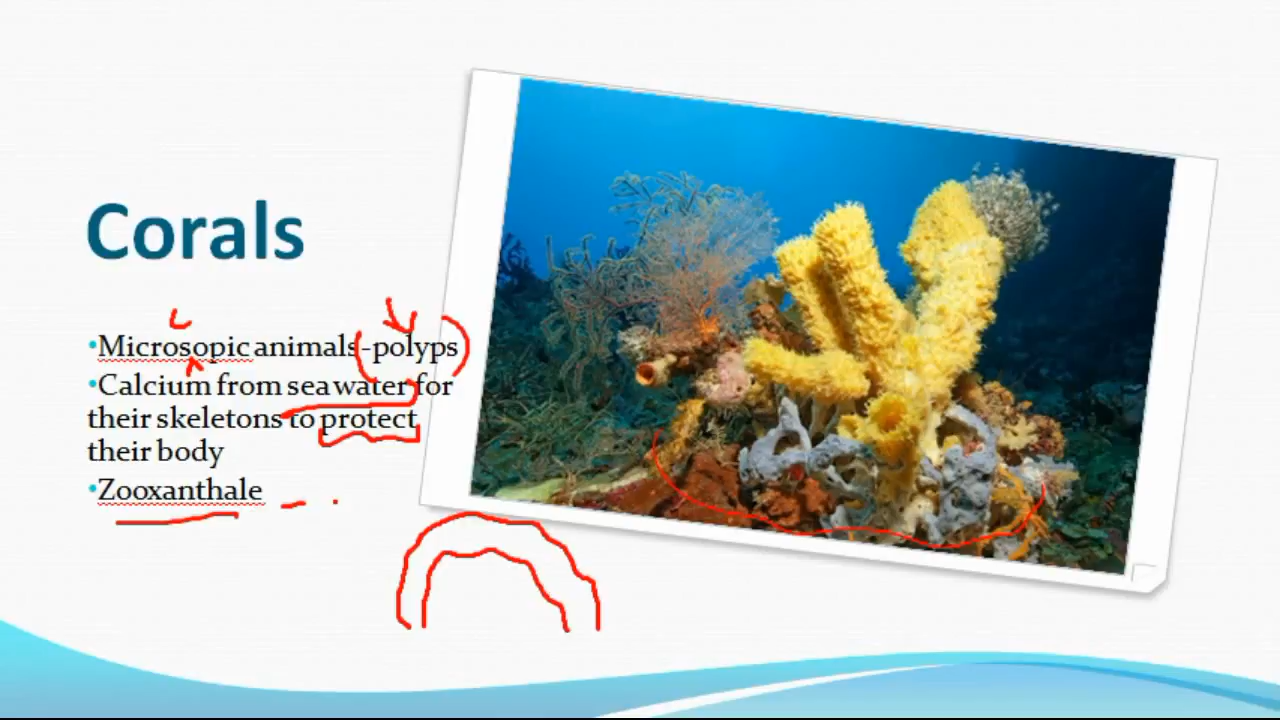 Corals
•Microsopic animals-polyps
•Calcium from sea water for
their skeletons to protect
their body
•Zooxanthale